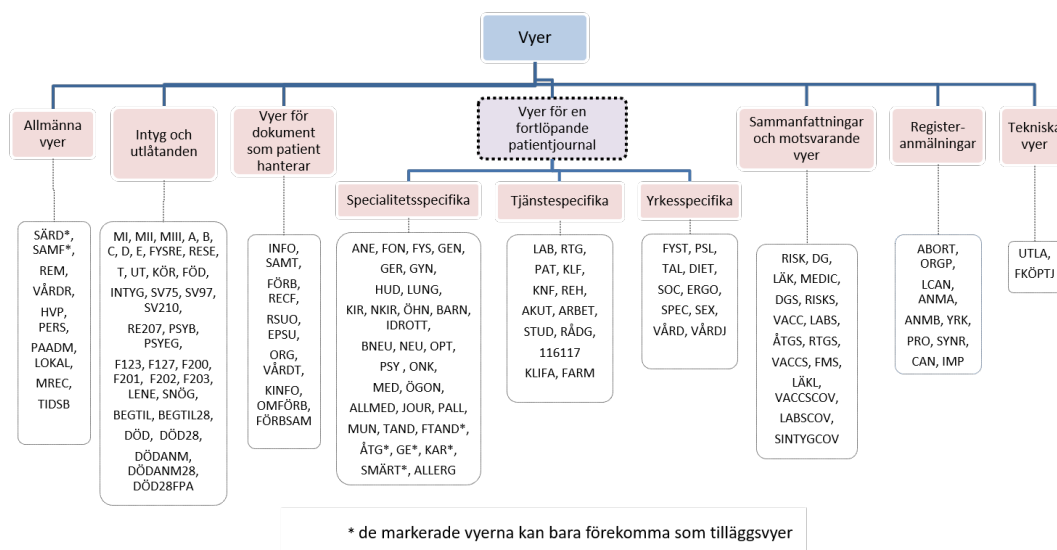 Vyer
Allmänna
vyer
Intyg och
utlåtanden
Vyer för
dokument
som patient
hanterar
Vyer för en
fortlöpande
patientjournal
Sammanfattningar
och motsvarande
vyer
Register-
anmälningar
Tekniska
vyer
Specialitetsspecifika
Tjänstespecifika
Yrkesspecifika
SÄRD*,
SAMF*,
REM,
VÅRDR,
HVP,
PERS,
PAADM,
LOKAL,
MREC,
TIDSB
MI, MII, MIII, A, B,
C, D, E, FYSRE, RESE,
T, UT, KÖR, FÖD,
INTYG, SV75, SV97,
SV210,
RE207, PSYB,
PSYEG,
F123, F127, F200,
F201, F202, F203,
LENE, SNÖG,
BEGTIL, BEGTIL28,
DÖD, DÖD28,
DÖDANM,
DÖDANM28,
DÖD28FPA
INFO,
SAMT,
FÖRB,
RECF,
RSUO,
EPSU,
ORG,
VÅRDT,
KINFO,
OMFÖRB,
FÖRBSAM
ANE, FON, FYS, GEN,
GER, GYN,
HUD, LUNG,
KIR, NKIR, ÖHN, BARN,
IDROTT,
BNEU, NEU, OPT,
PSY , ONK,
MED, ÖGON,
ALLMED, JOUR, PALL,
MUN, TAND, FTAND*,
ÅTG*, GE*, KAR*,
SMÄRT*, ALLERG
LAB, RTG,
PAT, KLF,
KNF, REH,
AKUT, ARBET,
STUD, RÅDG,
116117
KLIFA, FARM
FYST, PSL,
TAL, DIET,
SOC, ERGO,
SPEC, SEX,
VÅRD, VÅRDJ
RISK, DG,
LÄK, MEDIC,
DGS, RISKS,
VACC, LABS,
ÅTGS, RTGS,
VACCS, FMS,
LÄKL,
VACCSCOV,
LABSCOV,
SINTYGCOV
ABORT,
ORGP,
LCAN,
ANMA,
ANMB, YRK,
PRO, SYNR,
CAN, IMP
UTLA,
FKÖPTJ
* de markerade vyerna kan bara förekomma som tilläggsvyer